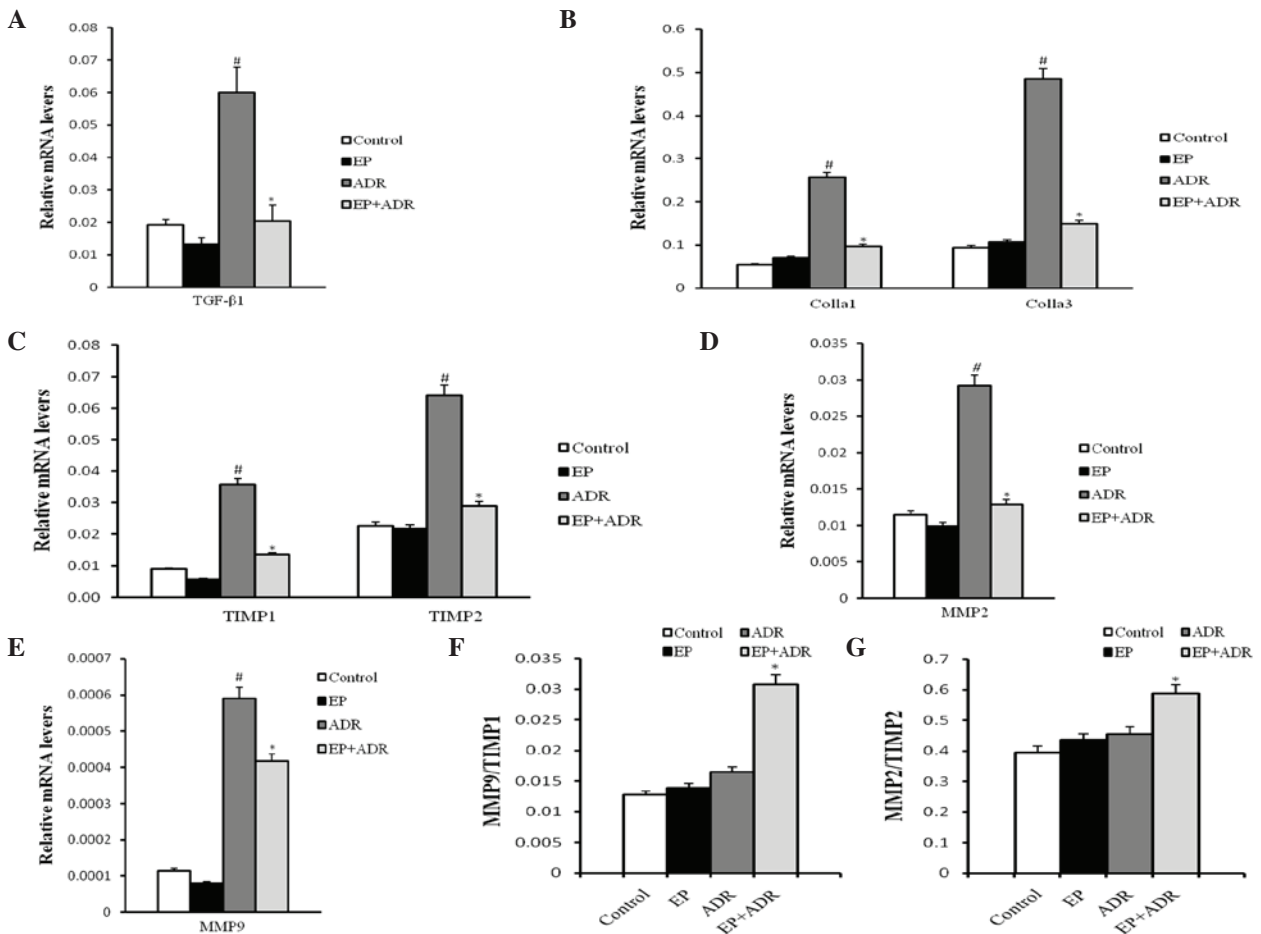 A
Relative mRNA levers
0.08
0.07
0.06
0.05
0.04
0.03
0.02
0.01
0
#
*
TGF-β1
Control
EP
ADR
EP+ADR
B
Relative mRNA levers
0.6
0.5
0.4
0.3
0.2
0.1
0
#
*
#
*
Colla1
Colla3
Control
EP
ADR
EP+ADR
C
Relative mRNA levers
0.08
0.07
0.06
0.05
0.04
0.03
0.02
0.01
0.00
#
*
#
*
TIMP1
TIMP2
Control
EP
ADR
EP+ADR
D
Relative mRNA levers
0.035
0.03
0.025
0.02
0.015
0.01
0.005
0
#
*
MMP2
Control
EP
ADR
EP+ADR
E
Relative mRNA levers
0.0007
0.0006
0.0005
0.0004
0.0003
0.0002
0.0001
0
#
*
MMP9
Control
EP
ADR
EP+ADR
F
Control
ADR
EP
EP+ADR
MMP9/TIMP1
0.035
0.03
0.025
0.02
0.015
0.01
0.005
0
*
Control
EP
ADR
EP+ADR
G
Control
ADR
EP
EP+ADR
MMP2/TIMP2
0.7
0.6
0.5
0.4
0.3
0.2
0.1
0
*
Control
EP
ADR
EP+ADR